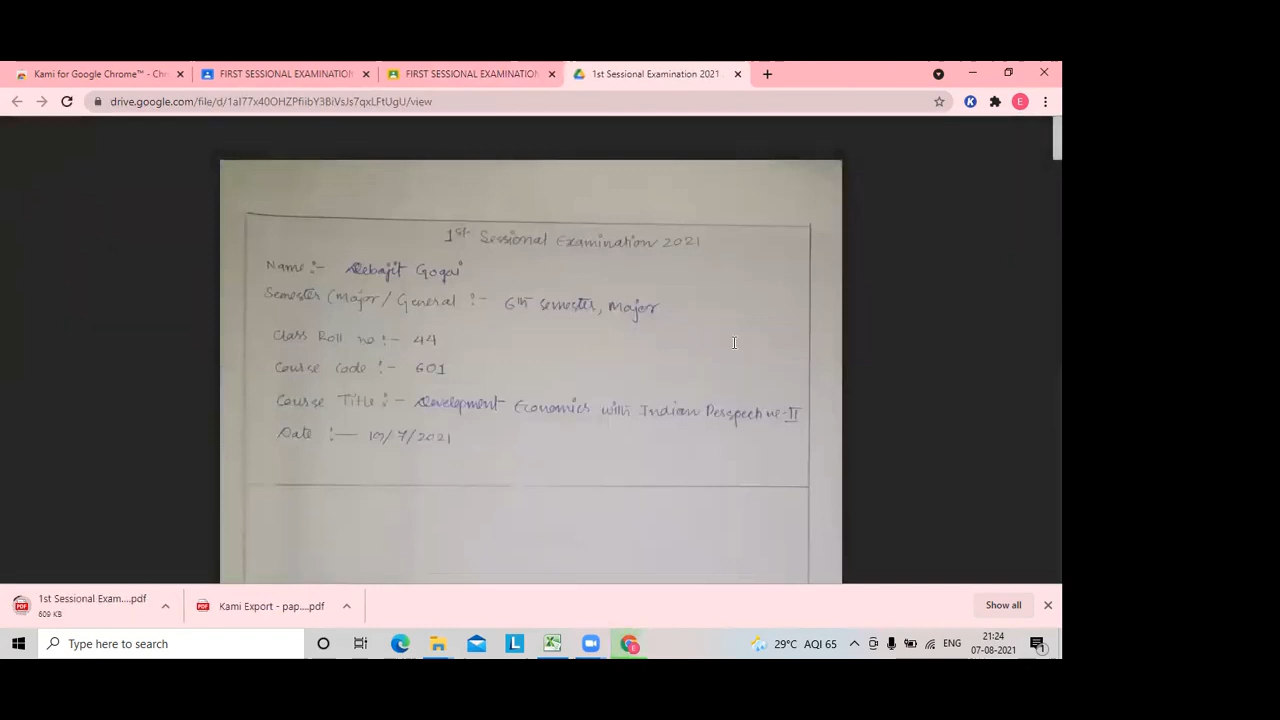 Kami for Google Chrome™ - Chr
FIRST SESSIONAL EXAMINATION
FIRST SESSIONAL EXAMINATION
1st Sessional Examination 2021
drive.google.com/file/d/1aI77x40OHZPfiibY3BiVsJs7qxLFtUgU/view
E
1st Sessional Examination 2021
Name :- Debajit Gogoi
Semester (Major / General :- 6th semester, Major
Class Roll no :- 44
Course Code :- 601
Course Title :- Development Economics with Indian Perspective-II
Date :— /7/2021
1st Sessional Exam....pdf
609 KB
Kami Export - pap....pdf
Show all
Type here to search
L
29°C AQI 65
ENG
21:24
07-08-2021
1